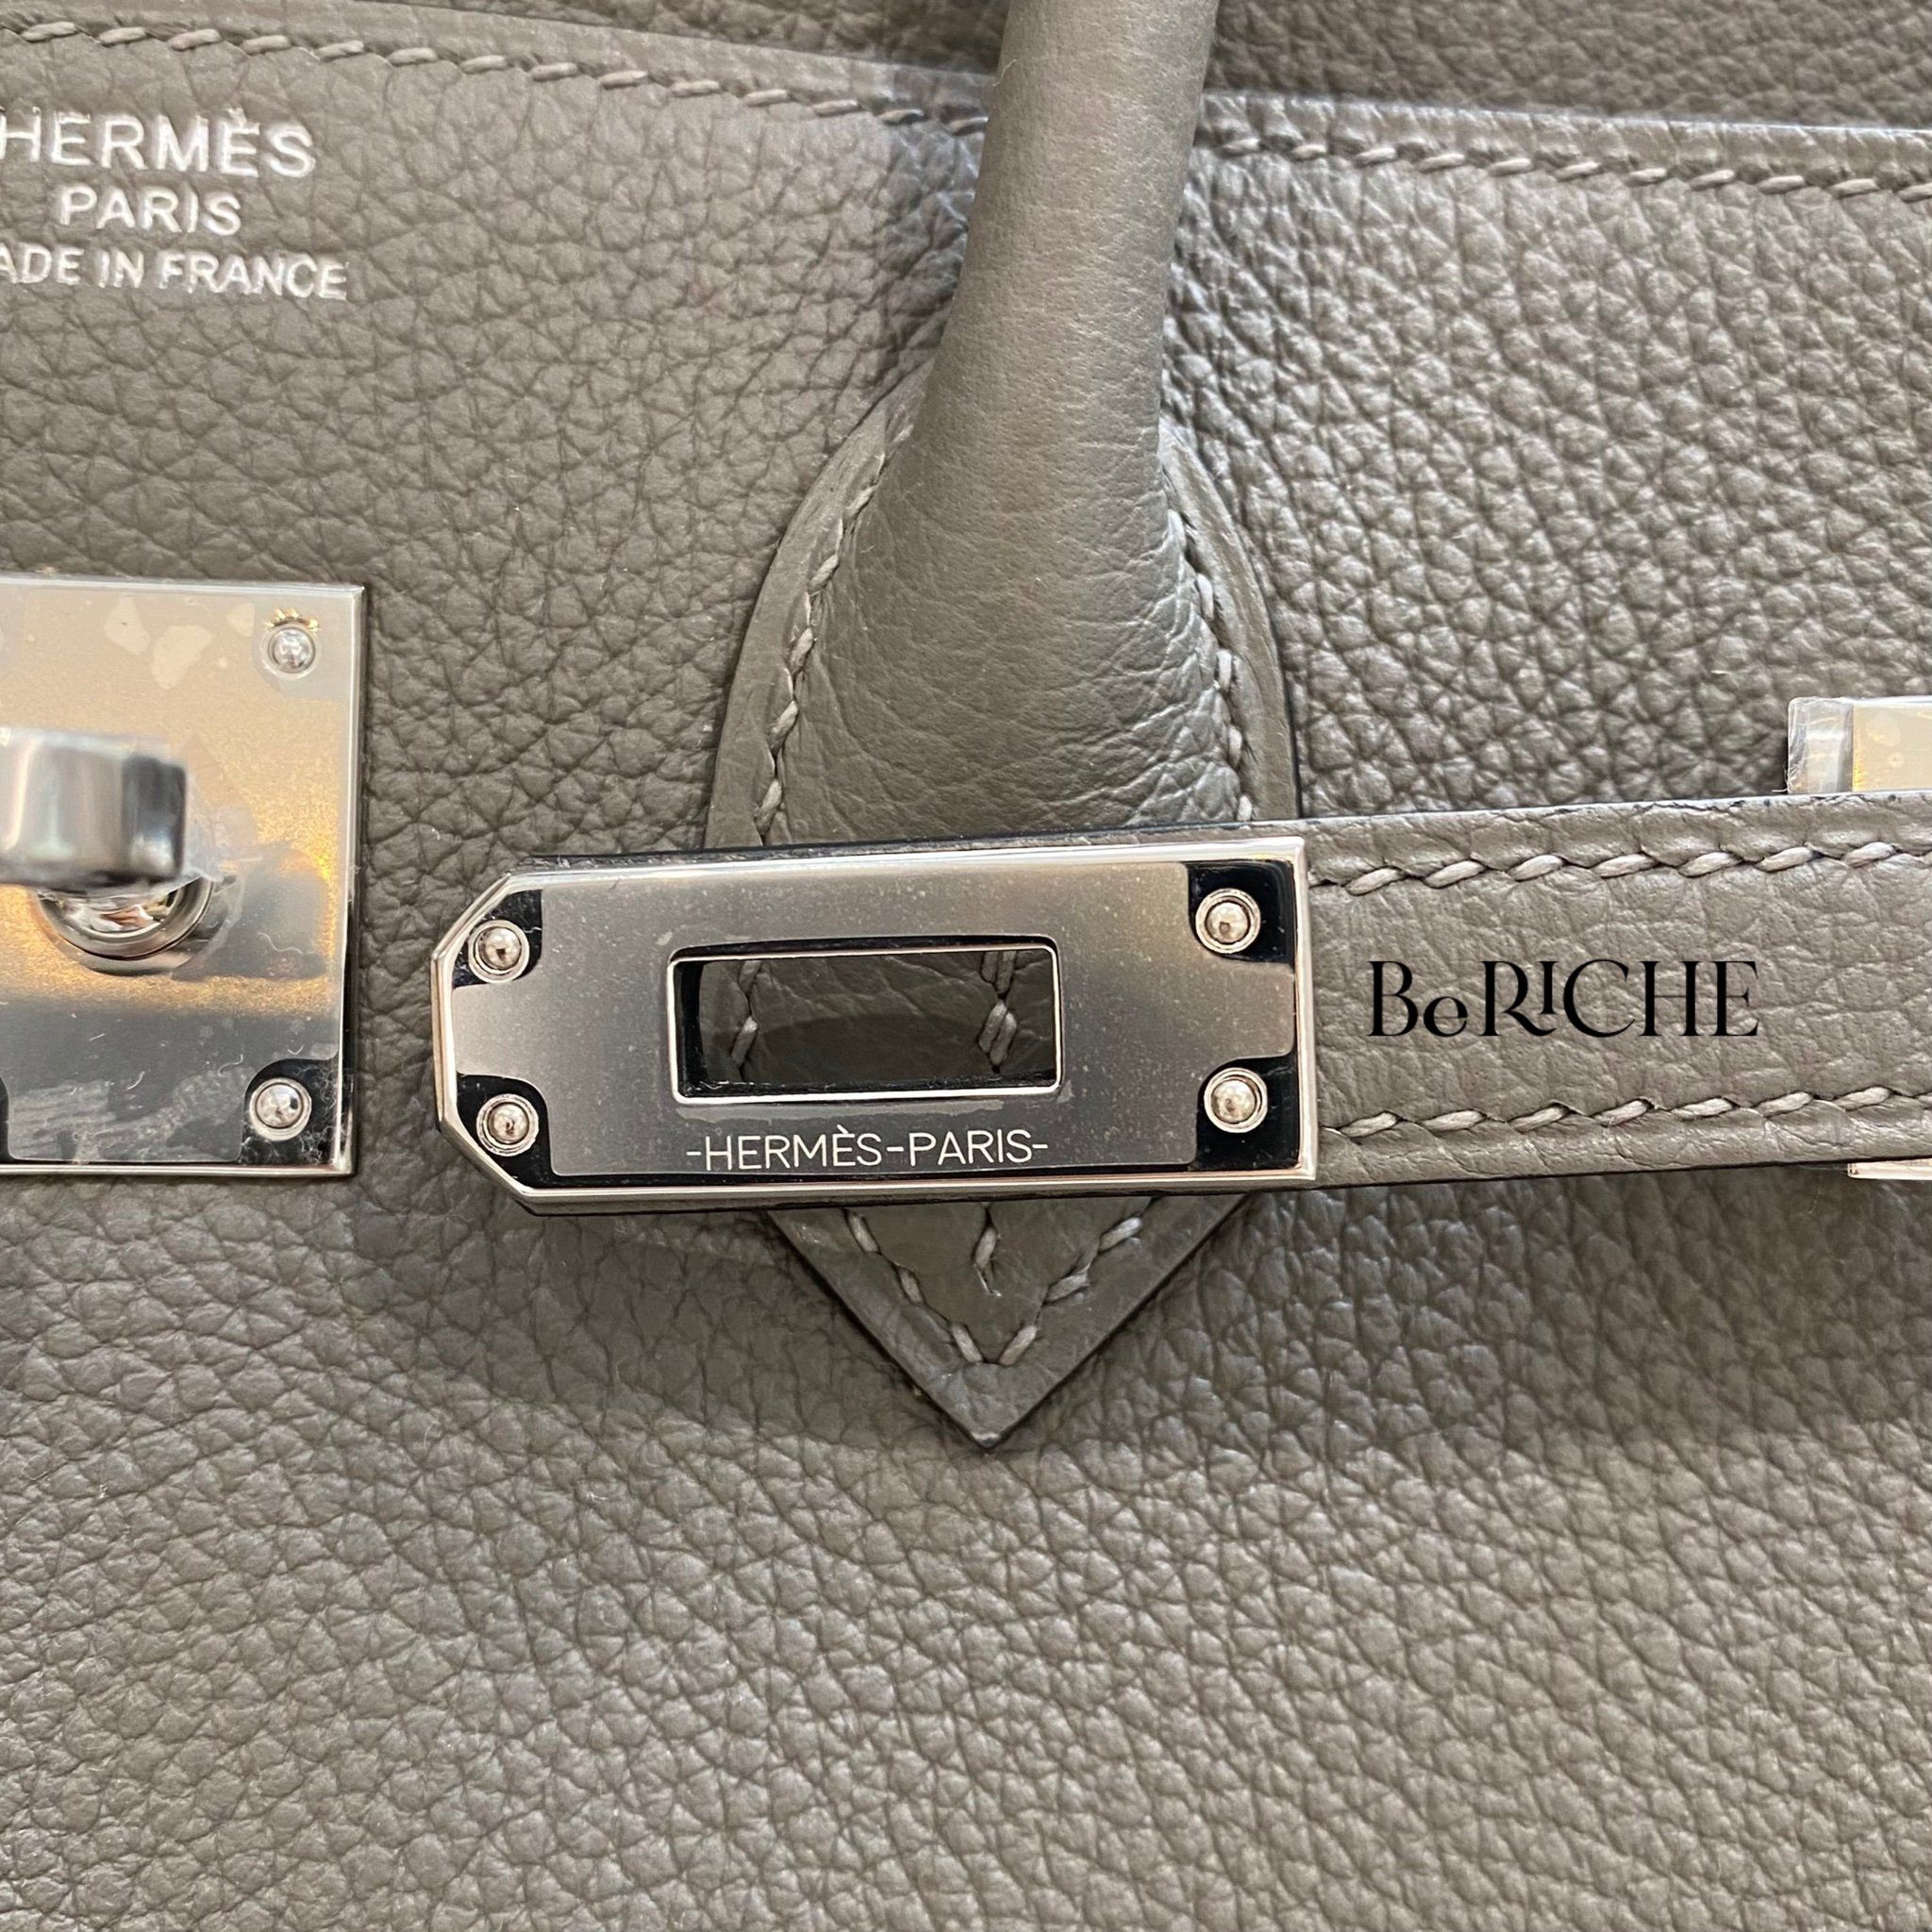 HERMÈS
PARIS
ADE IN FRANCE
BeRICHE
-HERMÈS-PARIS-